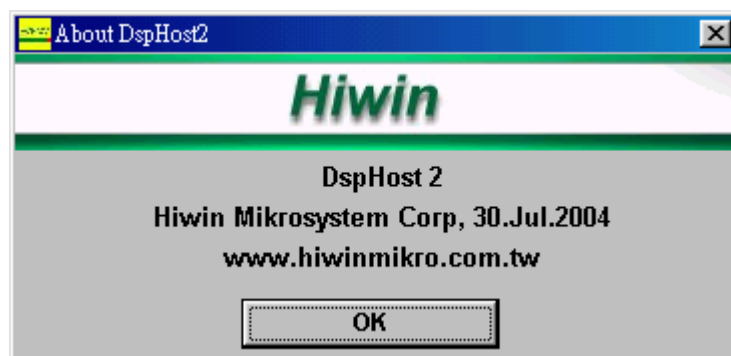 About DspHost2
Hiwin
DspHost 2
Hiwin Mikrosystem Corp, 30.Jul.2004
www.hiwinmikro.com.tw
OK